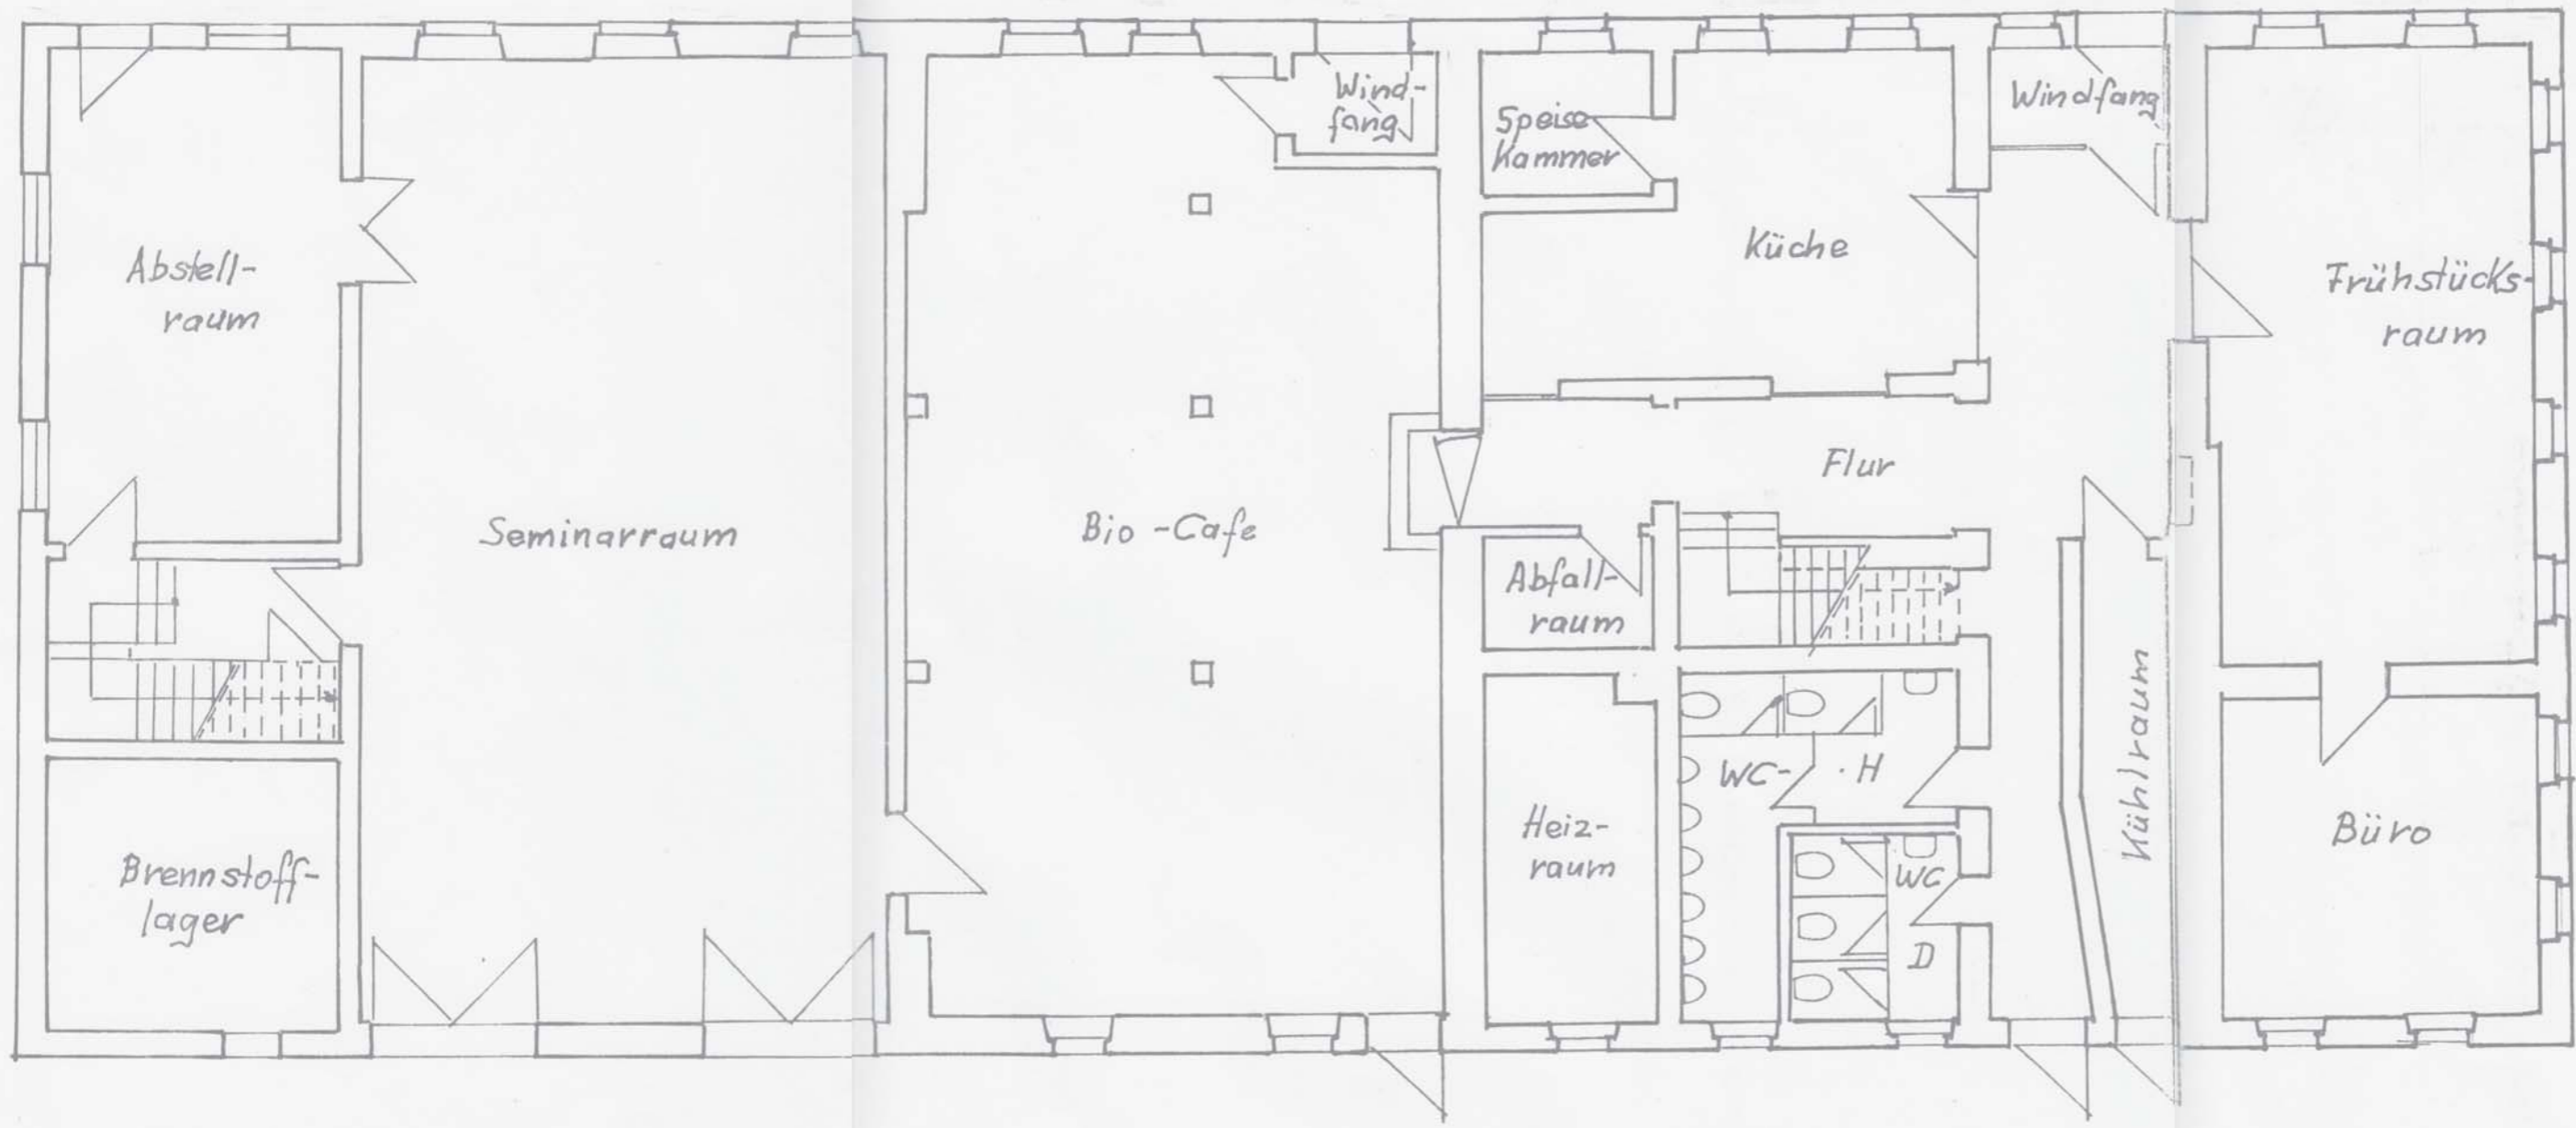 Abstell-
raum
Brennstoff-
lager
Seminarraum
Bio-Cafe
Wind-
fang
Speise
Kammer
Küche
Windfang
Flur
Abfall-
raum
Heiz-
raum
WC-
H
WC
D
Kühlraum
Frühstücks-
raum
Büro